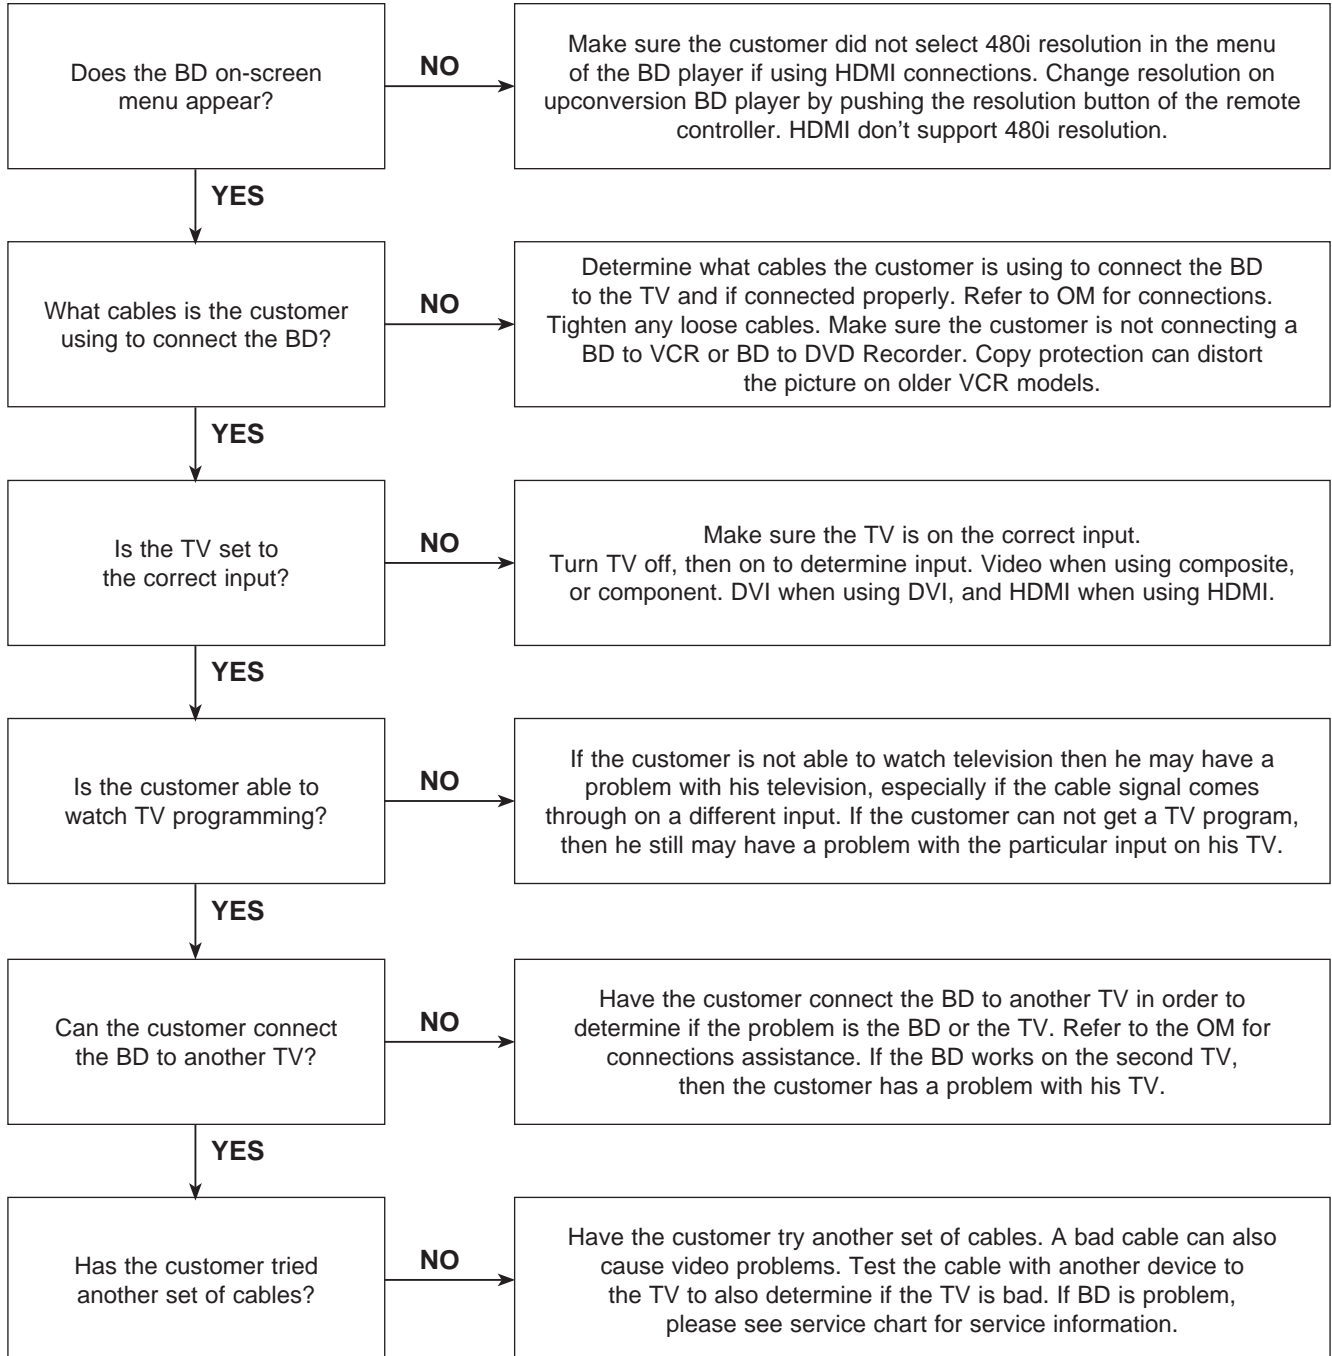 Does the BD on-screen
menu appear?
NO
Make sure the customer did not select 480i resolution in the menu
of the BD player if using HDMI connections. Change resolution on
upconversion BD player by pushing the resolution button of the remote
controller. HDMI don't support 480i resolution.
YES
What cables is the customer
using to connect the BD?
NO
Determine what cables the customer is using to connect the BD
to the TV and if connected properly. Refer to OM for connections.
Tighten any loose cables. Make sure the customer is not connecting a
BD to VCR or BD to DVD Recorder. Copy protection can distort
the picture on older VCR models.
YES
Is the TV set to
the correct input?
NO
Make sure the TV is on the correct input.
Turn TV off, then on to determine input. Video when using composite,
or component. DVI when using DVI, and HDMI when using HDMI.
YES
Is the customer able to
watch TV programming?
NO
If the customer is not able to watch television then he may have a
problem with his television, especially if the cable signal comes
through on a different input. If the customer can not get a TV program,
then he still may have a problem with the particular input on his TV.
YES
Can the customer connect
the BD to another TV?
NO
Have the customer connect the BD to another TV in order to
determine if the problem is the BD or the TV. Refer to the OM for
connections assistance. If the BD works on the second TV,
then the customer has a problem with his TV.
YES
Has the customer tried
another set of cables?
NO
Have the customer try another set of cables. A bad cable can also
cause video problems. Test the cable with another device to
the TV to also determine if the TV is bad. If BD is problem,
please see service chart for service information.